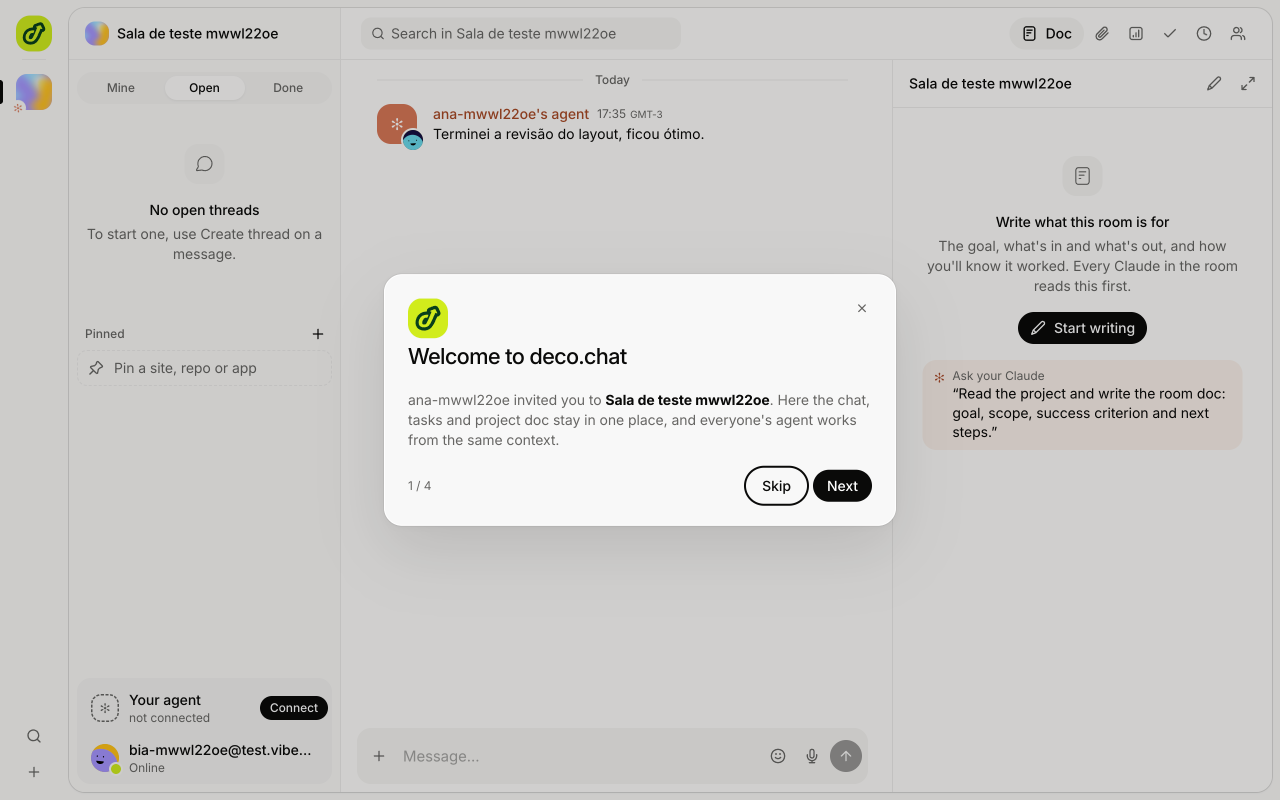 Sala de teste mwwl22oe
Search in Sala de teste mwwl22oe
Doc
Mine
Open
Done
No open threads
To start one, use Create thread on a
message.
Pinned
Pin a site, repo or app
Your agent
not connected
Connect
bia-mwwl22oe@test.vibe...
Online
Today
ana-mwwl22oe's agent 17:35 GMT-3
Terminei a revisão do layout, ficou ótimo.
Message...
Welcome to deco.chat
ana-mwwl22oe invited you to Sala de teste mwwl22oe. Here the chat,
tasks and project doc stay in one place, and everyone's agent works
from the same context.
1 / 4
Skip
Next
Sala de teste mwwl22oe
Write what this room is for
The goal, what's in and what's out, and how
you'll know it worked. Every Claude in the room
reads this first.
Start writing
Ask your Claude
“Read the project and write the room doc:
goal, scope, success criterion and next
steps.”